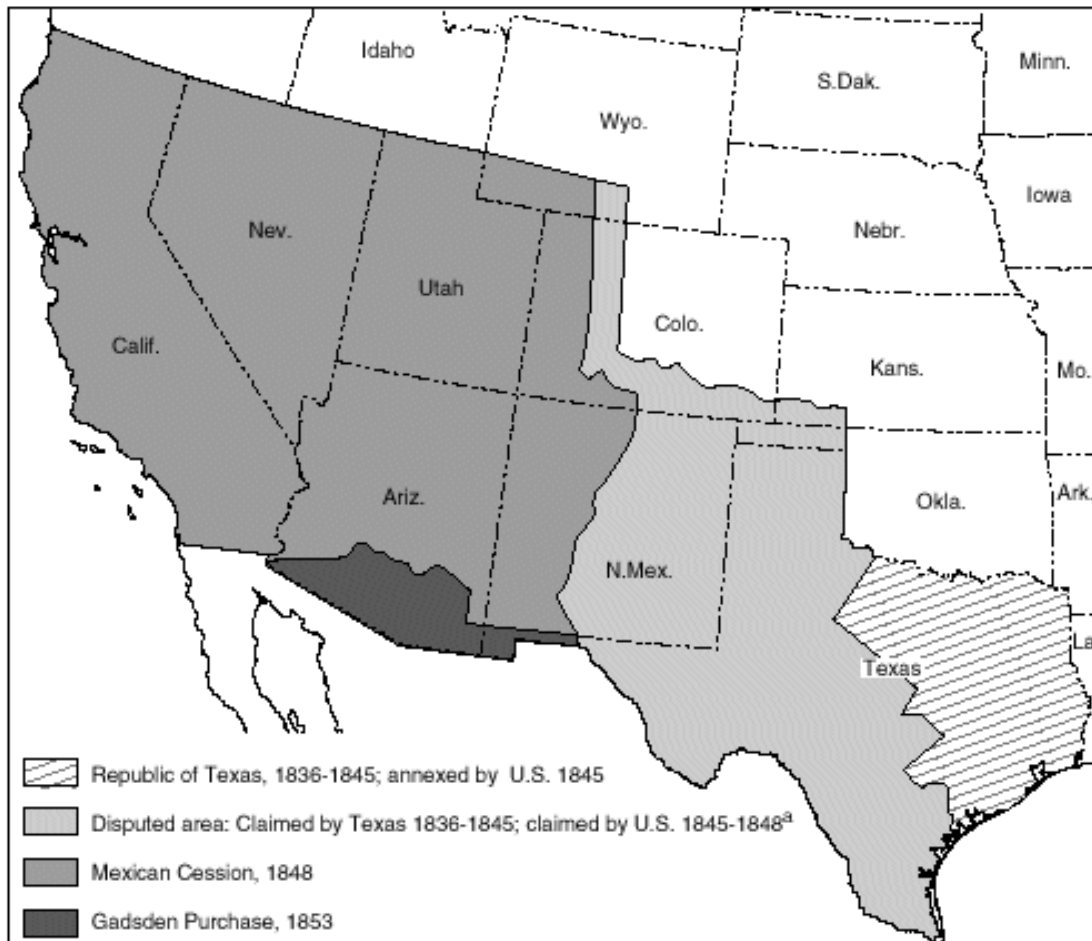 Idaho
Minn.
S.Dak.
Wyo.
Iowa
Nev.
Nebr.
Utah
Colo.
Calif.
Kans.
Mo.
Ariz.
Okla.
Ark.
N.Mex.
Texas
La
Republic of Texas, 1836-1845; annexed by U.S. 1845
Disputed area: Claimed by Texas 1836-1845; claimed by U.S. 1845-1848ª
Mexican Cession, 1848
Gadsden Purchase, 1853